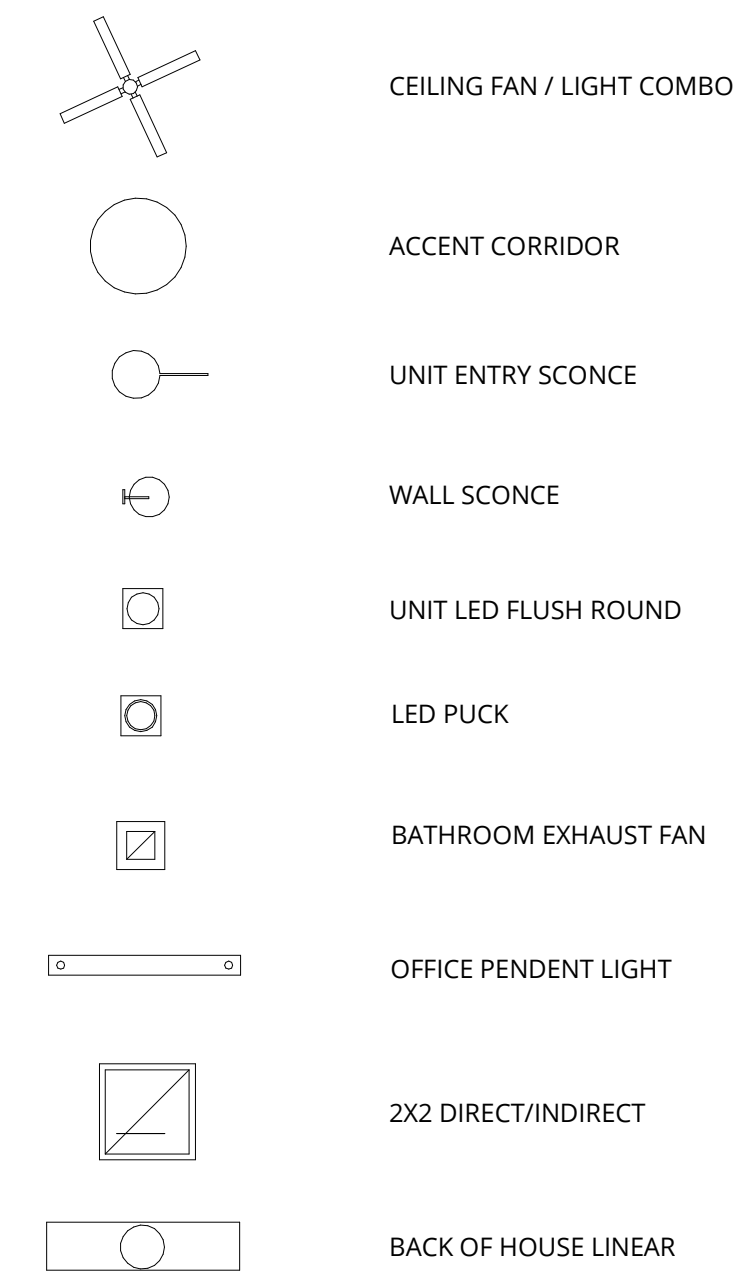 CEILING FAN / LIGHT COMBO
ACCENT CORRIDOR
UNIT ENTRY SCONCE
WALL SCONCE
UNIT LED FLUSH ROUND
LED PUCK
BATHROOM EXHAUST FAN
OFFICE PENDENT LIGHT
2X2 DIRECT/INDIRECT
BACK OF HOUSE LINEAR